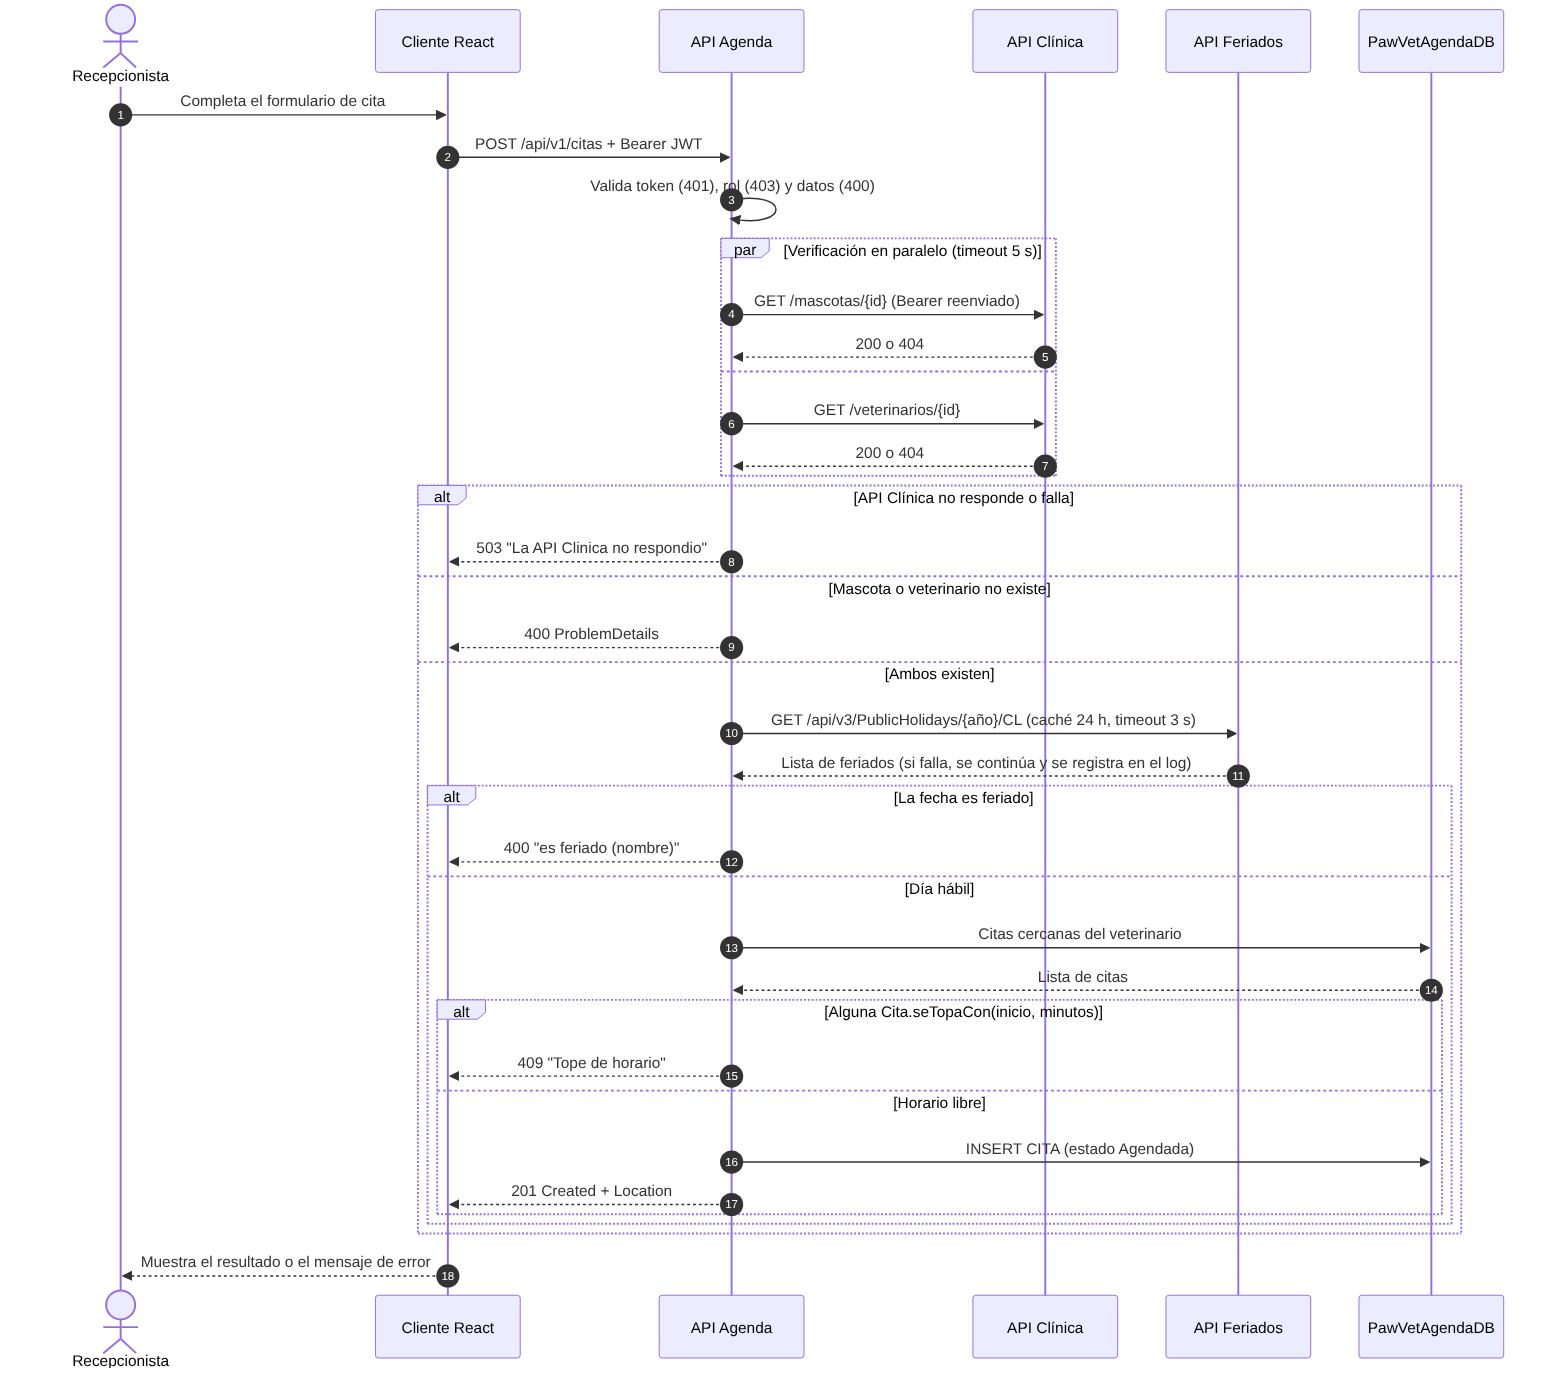 Recepcionista
Cliente React
API Agenda
API Clínica
API Feriados
PawVetAgendaDB
1
Completa el formulario de cita
2
POST /api/v1/citas + Bearer JWT
3
Valida token (401), rol (403) y datos (400)
par
[Verificación en paralelo (timeout 5 s)]
4
GET /mascotas/{id} (Bearer reenviado)
200 o 404
5
6
GET /veterinarios/{id}
200 o 404
7
alt
[API Clínica no responde o falla]
503 "La API Clinica no respondio"
8
[Mascota o veterinario no existe]
400 ProblemDetails
9
[Ambos existen]
10
GET /api/v3/PublicHolidays/{año}/CL (caché 24 h, timeout 3 s)
Lista de feriados (si falla, se continúa y se registra en el log)
11
alt
[La fecha es feriado]
400 "es feriado (nombre)"
12
[Día hábil]
13
Citas cercanas del veterinario
Lista de citas
14
alt
[Alguna Cita.seTopaCon(inicio, minutos)]
409 "Tope de horario"
15
[Horario libre]
16
INSERT CITA (estado Agendada)
201 Created + Location
17
Muestra el resultado o el mensaje de error
18
Recepcionista
Cliente React
API Agenda
API Clínica
API Feriados
PawVetAgendaDB